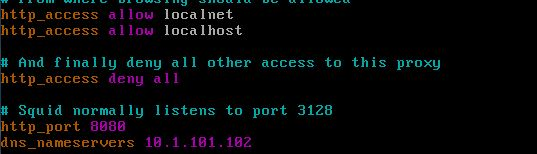 # from where browsing should be allowed
http_access allow localnet
http_access allow localhost
# And finally deny all other access to this proxy
http_access deny all
# Squid normally listens to port 3128
http_port 8080
dns_nameservers 10.1.101.102